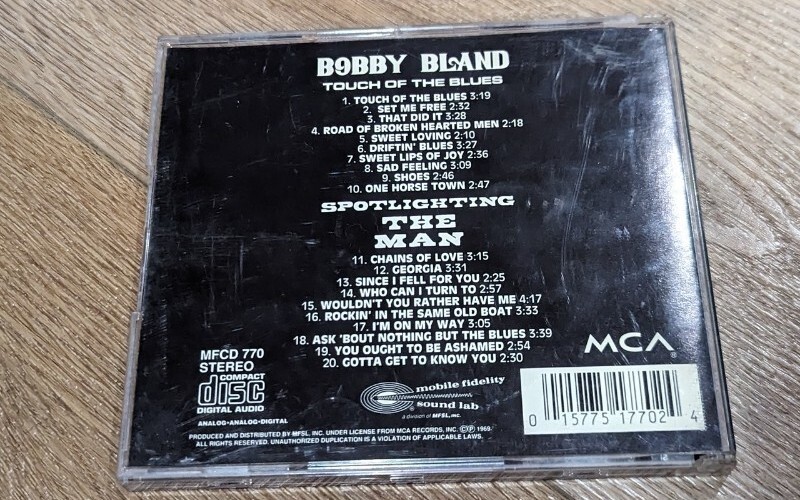 BOBBY BLAND
TOUCH OF THE BLUES
1. TOUCH OF THE BLUES 3:19
2. SET ME FREE 2:32
3. THAT DID IT 3:28
4. ROAD OF BROKEN HEARTED MEN 2:18
5. SWEET LOVING 2:10
6. DRIFTIN' BLUES 3:27
7. SWEET LIPS OF JOY 2:36
8. SAD FEELING 3:09
9. SHOES 2:46
10. ONE HORSE TOWN 2:47
SPOTLIGHTING
THE
MAN
11. CHAINS OF LOVE 3:15
12. GEORGIA 3:31
13. SINCE I FELL FOR YOU 2:25
14. WHO CAN I TURN TO 2:57
15. WOULDN'T YOU RATHER HAVE ME 4:17
16. ROCKIN' IN THE SAME OLD BOAT 3:33
17. I'M ON MY WAY 3:05
18. ASK 'BOUT NOTHING BUT THE BLUES 3:39
19. YOU OUGHT TO BE ASHAMED 2:54
20. GOTTA GET TO KNOW YOU 2:30
MCA®
MFCD 770
STEREO
COMPACT
disc
DIGITAL AUDIO
ANALOG-ANALOG-DIGITAL
mobile fidelity
sound lab
a division of MFSL, INC.
0 15775 17702 4
PRODUCED AND DISTRIBUTED BY MFSL, INC. UNDER LICENSE FROM MCA RECORDS, INC. ©℗ 1969.
ALL RIGHTS RESERVED. UNAUTHORIZED DUPLICATION IS A VIOLATION OF APPLICABLE LAWS.